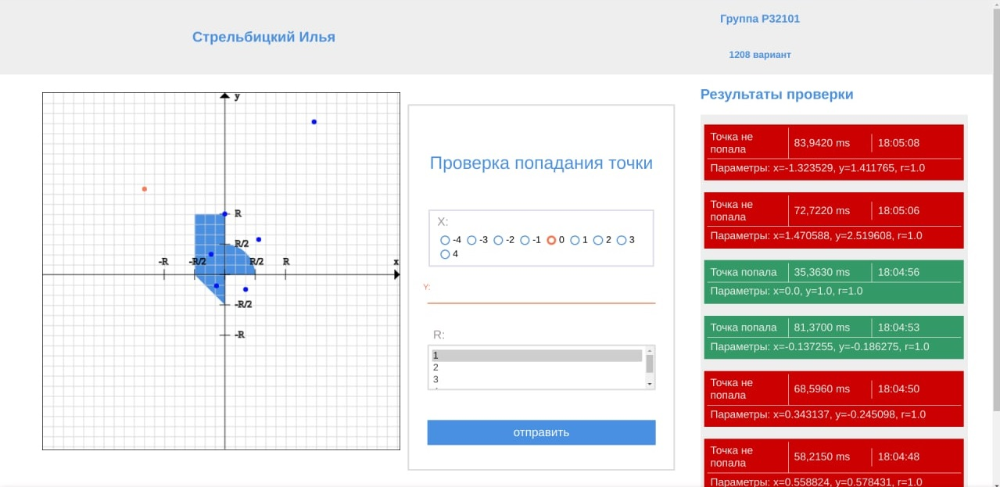 Стрельбицкий Илья
Группа P32101
1208 вариант
y
R
R/2
-R
-R/2
R/2
R
x
-R/2
-R
Проверка попадания точки
X:
-4 -3 -2 -1 0 1 2 3
4
Y:
R:
1
2
3
отправить
Результаты проверки
Точка не
попала
83,9420 ms
18:05:08
Параметры: x=-1.323529, y=1.411765, r=1.0
Точка не
попала
72,7220 ms
18:05:06
Параметры: x=1.470588, y=2.519608, r=1.0
Точка попала
35,3630 ms
18:04:56
Параметры: x=0.0, y=1.0, r=1.0
Точка попала
81,3700 ms
18:04:53
Параметры: x=-0.137255, y=-0.186275, r=1.0
Точка не
попала
68,5960 ms
18:04:50
Параметры: x=0.343137, y=-0.245098, r=1.0
Точка не
попала
58,2150 ms
18:04:48
Параметры: x=0.558824, y=0.578431, r=1.0